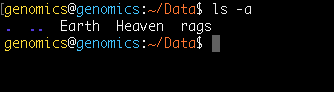 [genomics@genomics:~/Data$ ls -a
.  ..  Earth  Heaven  rags
genomics@genomics:~/Data$